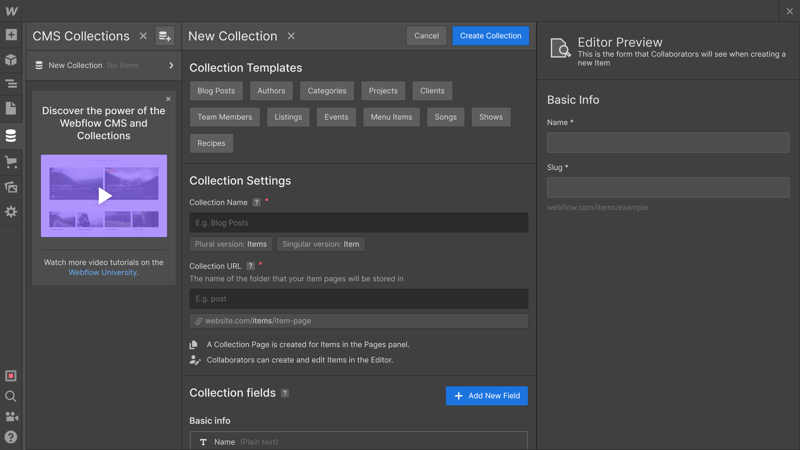 CMS Collections
New Collection No items
Discover the power of the
Webflow CMS and
Collections
Watch more video tutorials on the
Webflow University.
New Collection
Cancel
Create Collection
Collection Templates
Blog Posts Authors Categories Projects Clients
Team Members Listings Events Menu Items Songs Shows
Recipes
Collection Settings
Collection Name ? *
E.g. Blog Posts
Plural version: Items Singular version: Item
Collection URL ? *
The name of the folder that your Item pages will be stored in
E.g. post
website.com/items/item-page
A Collection Page is created for Items in the Pages panel.
Collaborators can create and edit Items in the Editor.
Collection fields ?
+ Add New Field
Basic info
T Name (Plain text)
Editor Preview
This is the form that Collaborators will see when creating a
new Item
Basic Info
Name *
Slug *
webflow.com/items/example